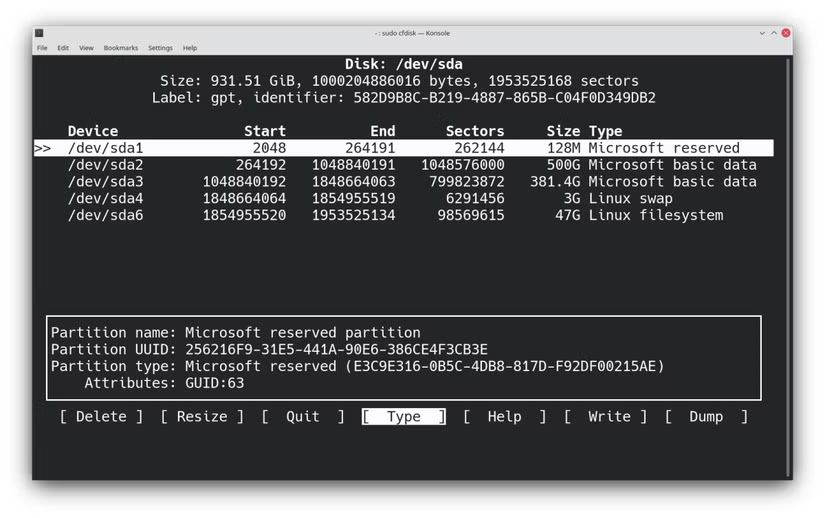 - : sudo cfdisk — Konsole
File Edit View Bookmarks Settings Help
Disk: /dev/sda
Size: 931.51 GiB, 1000204886016 bytes, 1953525168 sectors
Label: gpt, identifier: 582D9B8C-B219-4887-865B-C04F0D349DB2
Device Start End Sectors Size Type
>> /dev/sda1 2048 264191 262144 128M Microsoft reserved
/dev/sda2 264192 1048840191 1048576000 500G Microsoft basic data
/dev/sda3 1048840192 1848664063 799823872 381.4G Microsoft basic data
/dev/sda4 1848664064 1854955519 6291456 3G Linux swap
/dev/sda6 1854955520 1953525134 98569615 47G Linux filesystem
Partition name: Microsoft reserved partition
Partition UUID: 256216F9-31E5-441A-90E6-386CE4F3CB3E
Partition type: Microsoft reserved (E3C9E316-0B5C-4DB8-817D-F92DF00215AE)
Attributes: GUID:63
[ Delete ] [ Resize ] [ Quit ] [ Type ] [ Help ] [ Write ] [ Dump ]